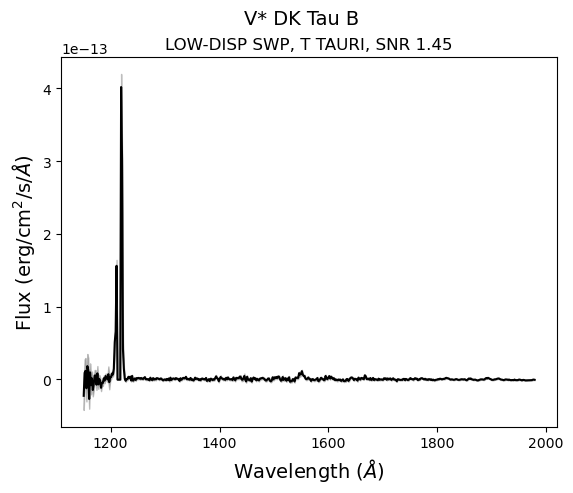 V* DK Tau B
LOW-DISP SWP, T TAURI, SNR 1.45
1e−13
4
3
2
1
0
Flux (erg/cm²/s/Å)
1200 1400 1600 1800 2000
Wavelength (Å)